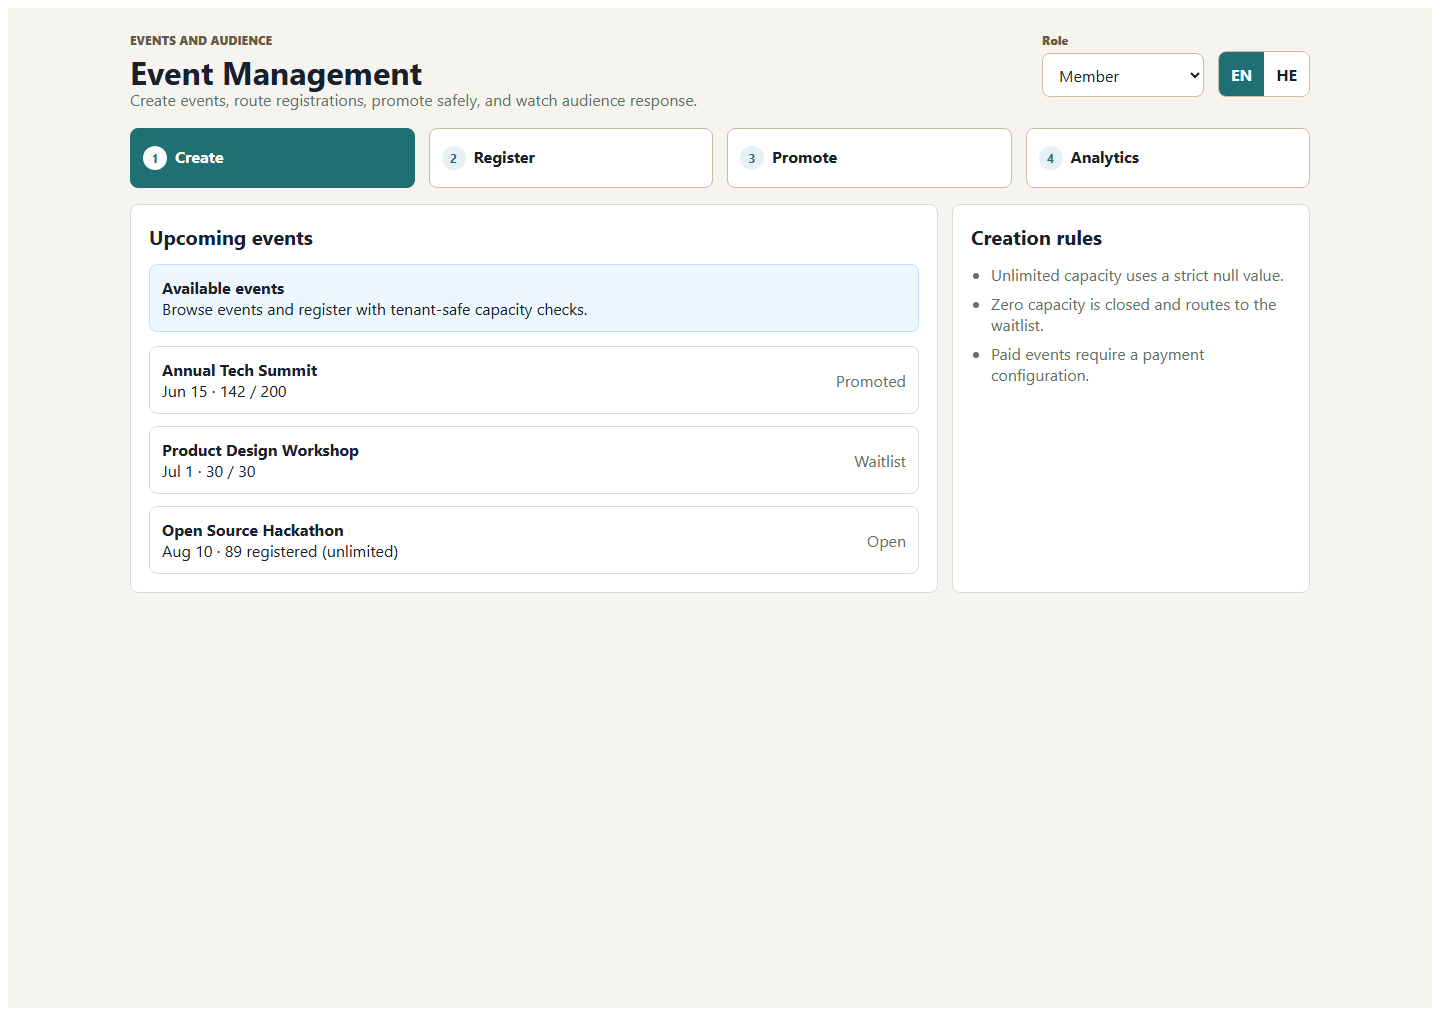 EVENTS AND AUDIENCE
Event Management
Create events, route registrations, promote safely, and watch audience response.
Role
Member
EN HE
1 Create
2 Register
3 Promote
4 Analytics
Upcoming events
Available events
Browse events and register with tenant-safe capacity checks.
Annual Tech Summit
Jun 15 · 142 / 200
Promoted
Product Design Workshop
Jul 1 · 30 / 30
Waitlist
Open Source Hackathon
Aug 10 · 89 registered (unlimited)
Open
Creation rules
• Unlimited capacity uses a strict null value.
• Zero capacity is closed and routes to the
waitlist.
• Paid events require a payment
configuration.